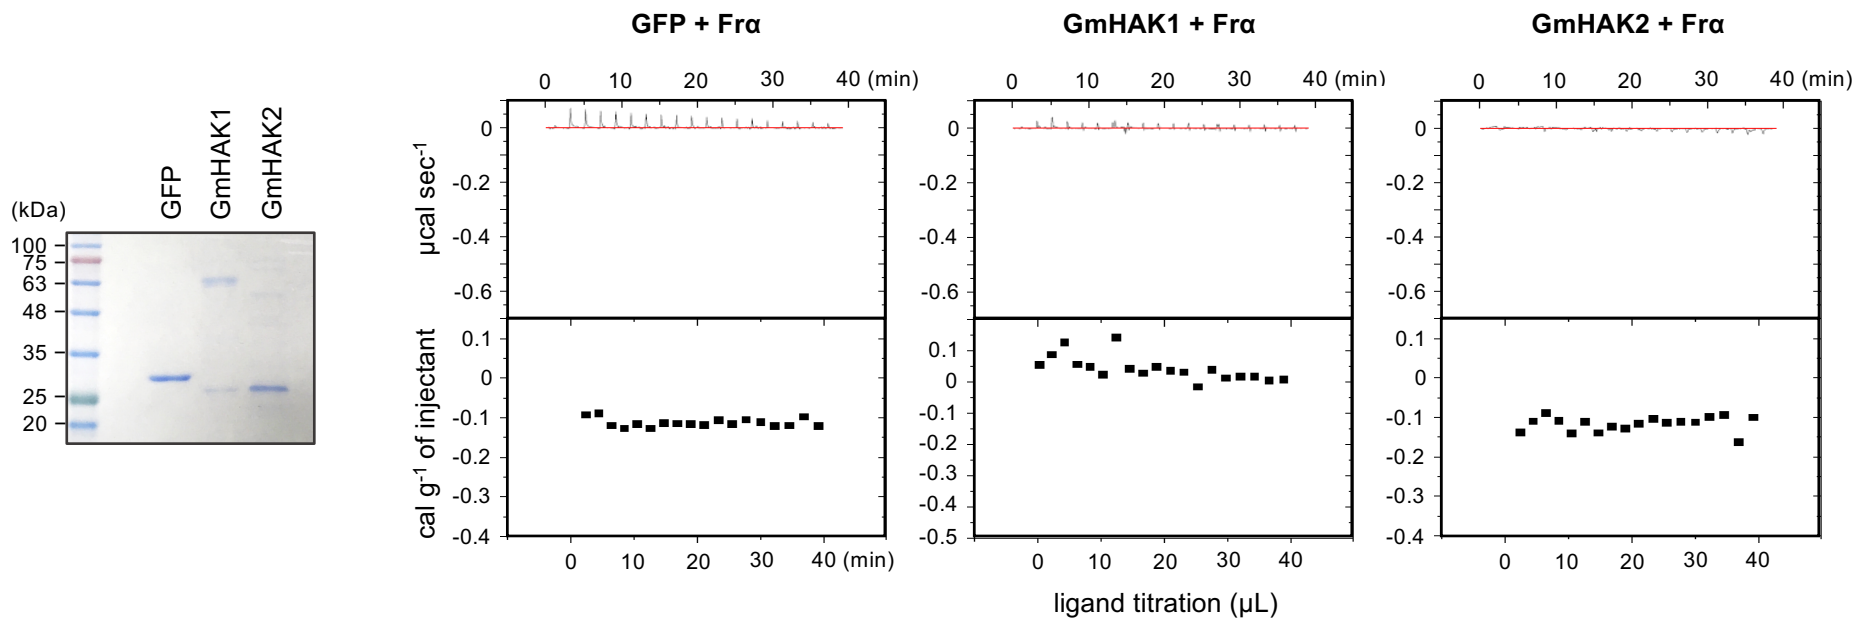 GFP + Frα
GmHAK1 + Frα
GmHAK2 + Frα
0 10 20 30 40 (min)
0 10 20 30 40 (min)
0 10 20 30 40 (min)
GFP
GmHAK1
GmHAK2
(kDa)
100
75
63
48
35
25
20
µcal sec-1
0
-0.2
-0.4
-0.6
0
-0.2
-0.4
-0.6
0
-0.2
-0.4
-0.6
cal g-1 of injectant
0.1
0
-0.1
-0.2
-0.3
-0.4
0.1
0
-0.1
-0.2
-0.3
-0.4
-0.5
0.1
0
-0.1
-0.2
-0.3
-0.4
0 10 20 30 40 (min)
0 10 20 30 40
0 10 20 30 40
ligand titration (µL)